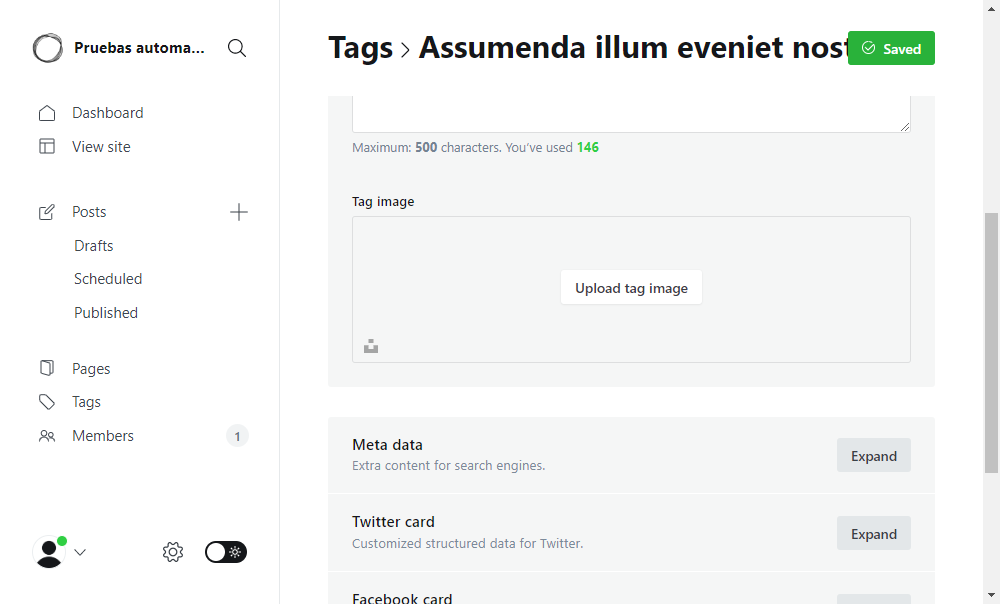 Pruebas automa...
Dashboard
View site
Posts
Drafts
Scheduled
Published
Pages
Tags
Members
1
Tags > Assumenda illum eveniet nost
Saved
Maximum: 500 characters. You've used 146
Tag image
Upload tag image
Meta data
Extra content for search engines.
Expand
Twitter card
Customized structured data for Twitter.
Expand
Facebook card